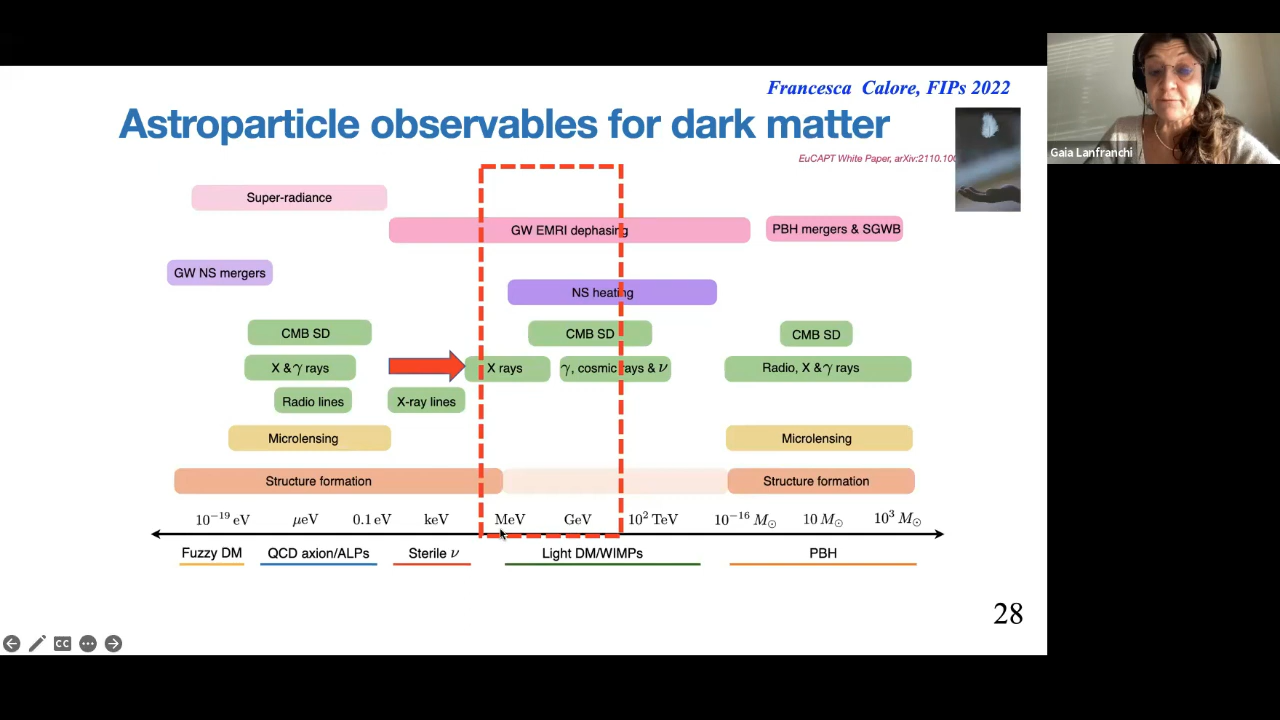 Francesca Calore, FIPs 2022
Astroparticle observables for dark matter
EuCAPT White Paper, arXiv:2110.10
Gaia Lanfranchi
Super-radiance
GW EMRI dephasing
PBH mergers & SGWB
GW NS mergers
NS heating
CMB SD
CMB SD
CMB SD
X & γ rays
X rays
γ, cosmic rays & ν
Radio, X & γ rays
Radio lines
X-ray lines
Microlensing
Microlensing
Structure formation
Structure formation
10⁻¹⁹ eV μeV 0.1 eV keV MeV GeV 10² TeV 10⁻¹⁶ M☉ 10 M☉ 10³ M☉
Fuzzy DM QCD axion/ALPs Sterile ν Light DM/WIMPs PBH
28
CC